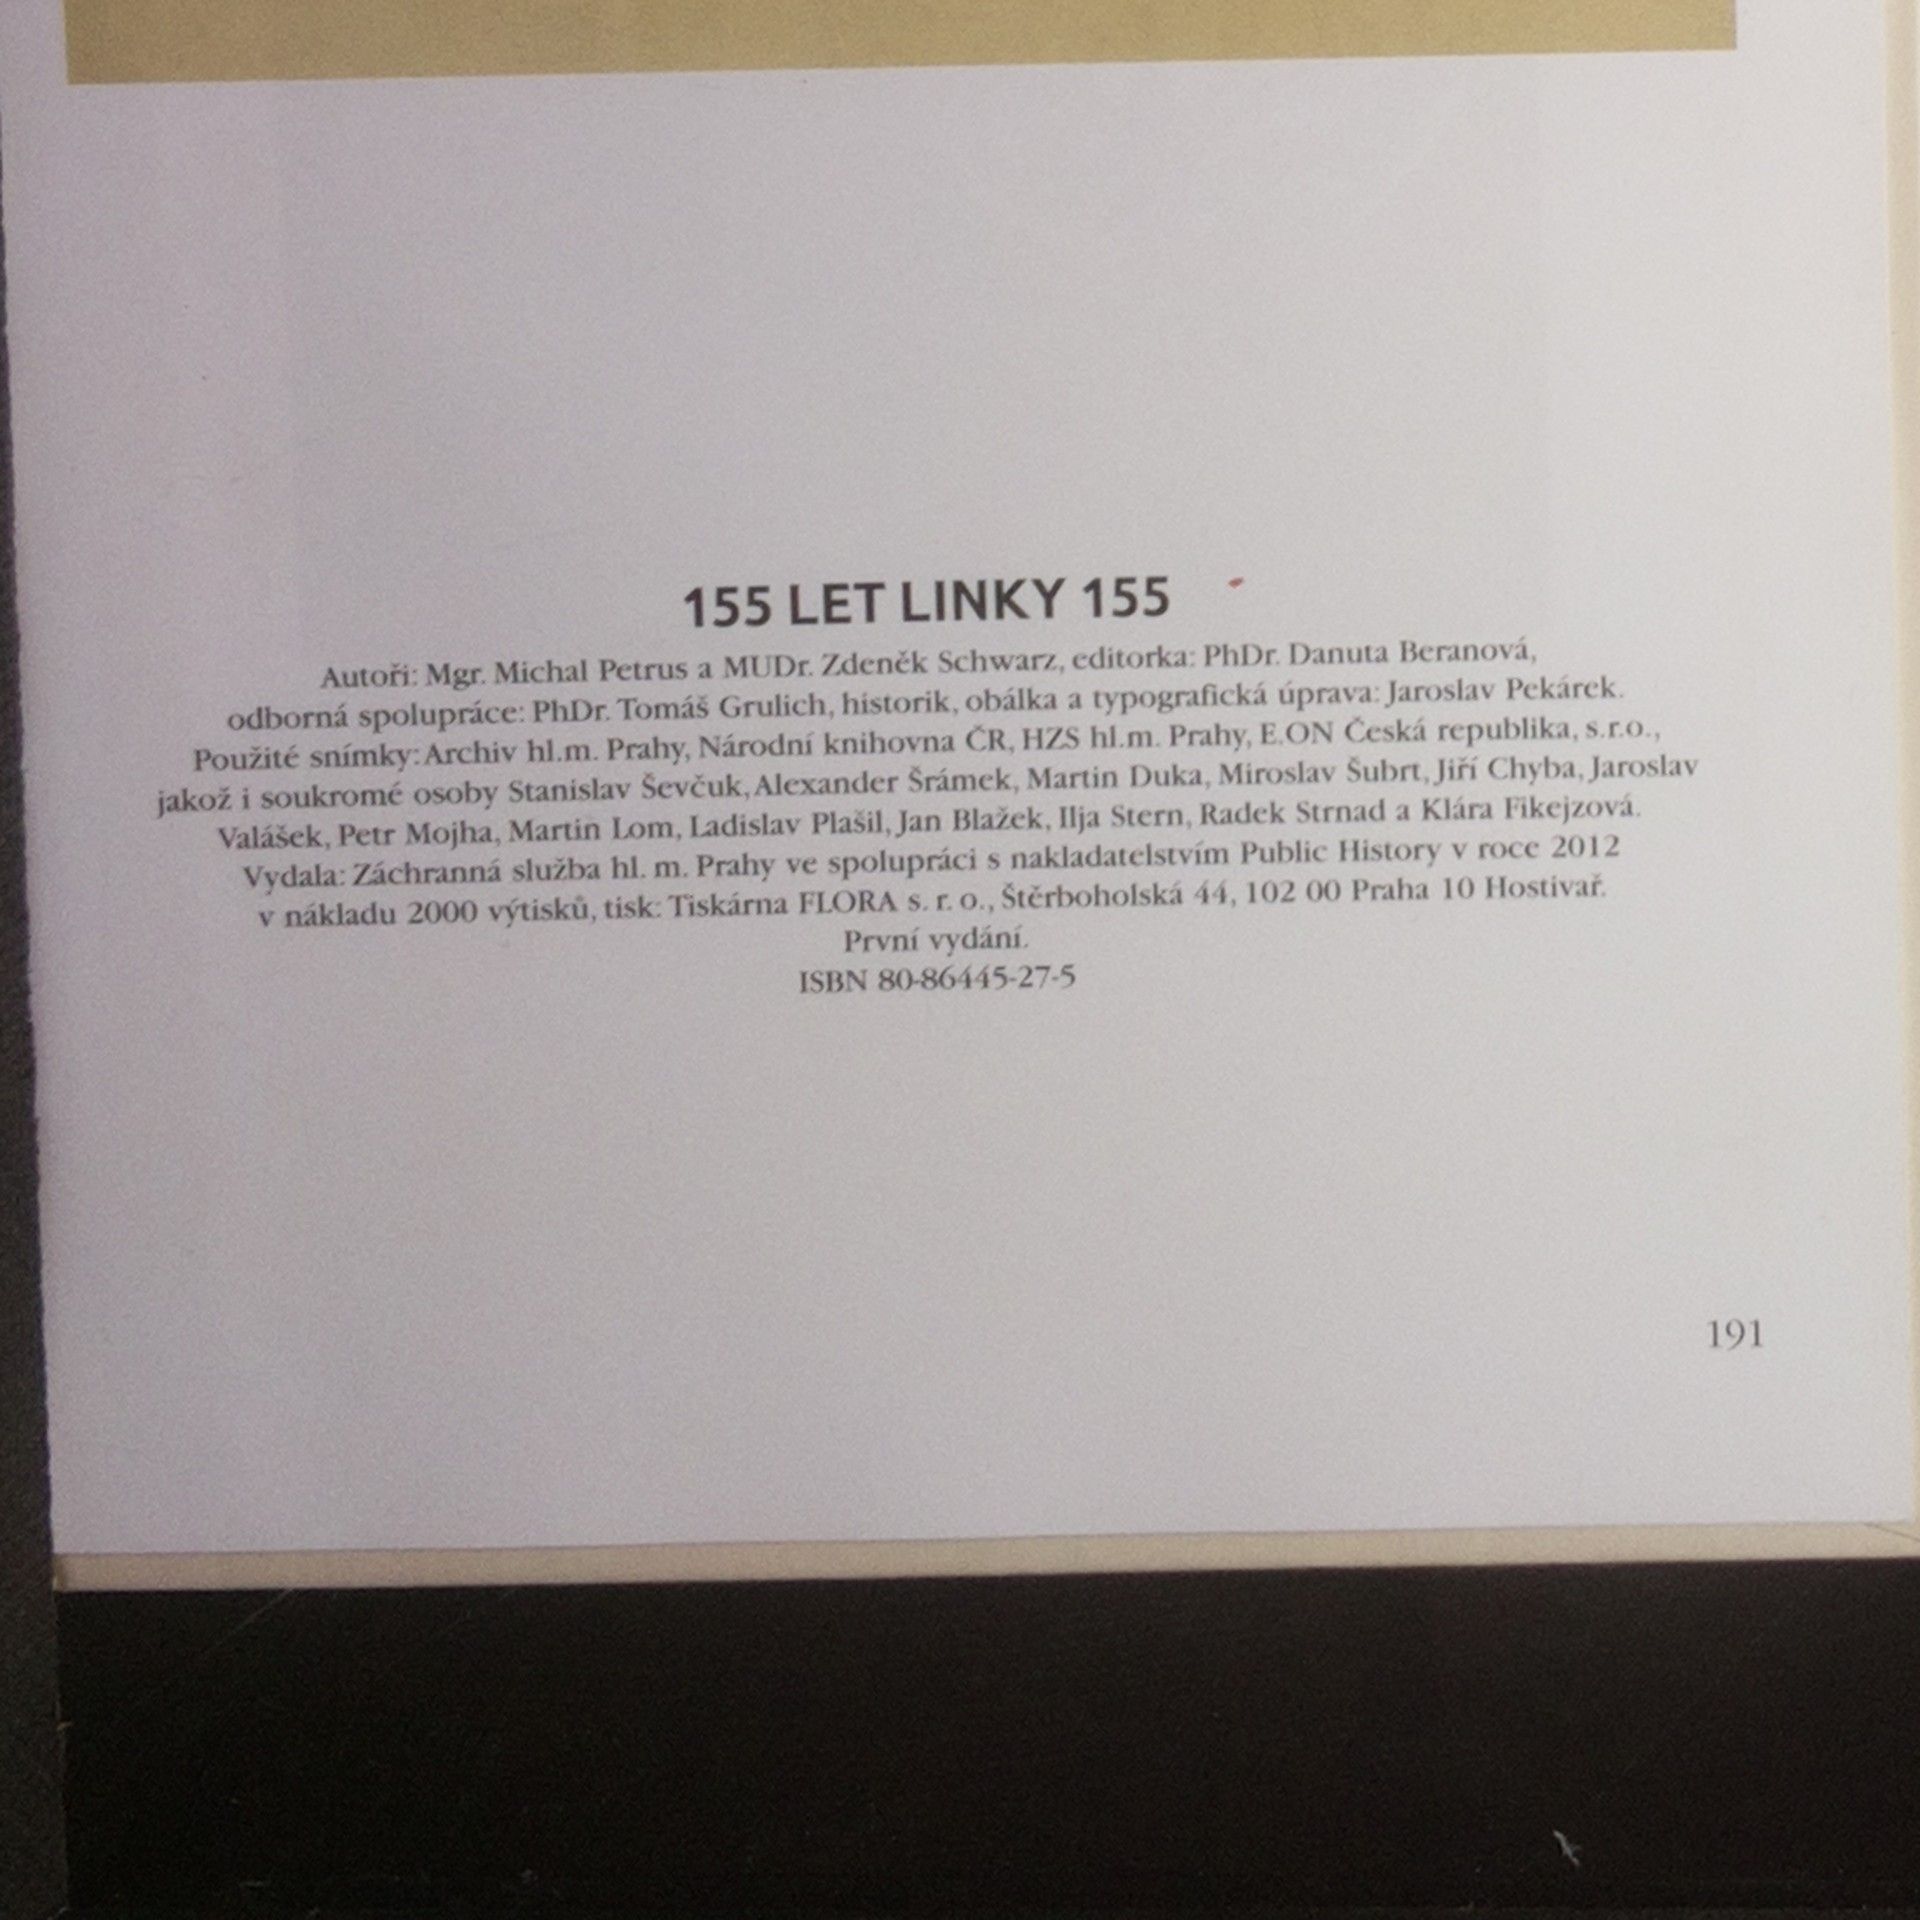 155 LET LINKY 155
Autoři: Mgr. Michal Petrus a MUDr. Zdeněk Schwarz, editorka: PhDr. Danuta Beranová,
odborná spolupráce: PhDr. Tomáš Grulich, historik, obálka a typografická úprava: Jaroslav Pekárek.
Použité snímky: Archiv hl.m. Prahy, Národní knihovna ČR, HZS hl.m. Prahy, E.ON Česká republika, s.r.o.,
jakož i soukromé osoby Stanislav Ševčuk, Alexander Šrámek, Martin Duka, Miroslav Šubrt, Jiří Chyba, Jaroslav
Valášek, Petr Mojha, Martin Lom, Ladislav Plašil, Jan Blažek, Ilja Stern, Radek Strnad a Klára Fikejzová.
Vydala: Záchranná služba hl. m. Prahy ve spolupráci s nakladatelstvím Public History v roce 2012
v nákladu 2000 výtisků, tisk: Tiskárna FLORA s. r. o., Štěrboholská 44, 102 00 Praha 10 Hostivař.
První vydání.
ISBN 80-86445-27-5
191